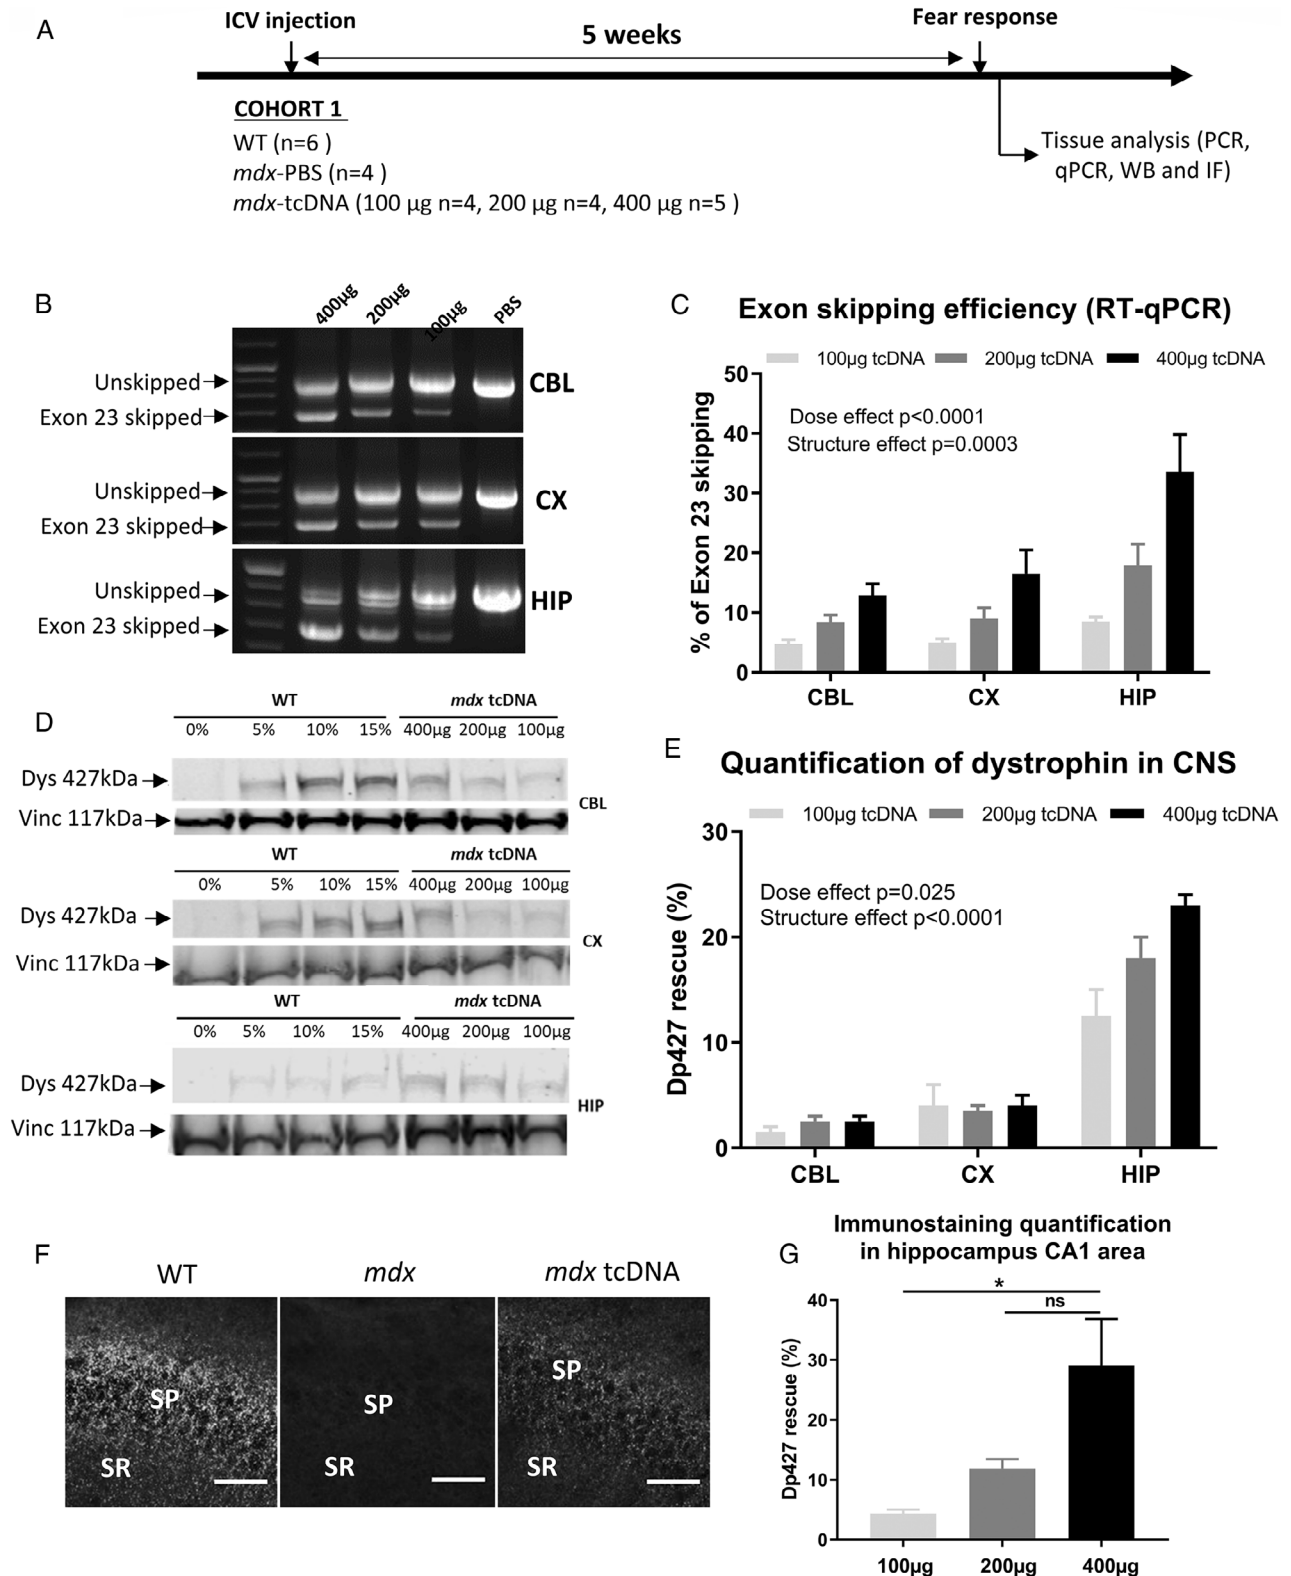 A
ICV injection
5 weeks
Fear response
COHORT 1
WT (n=6 )
mdx-PBS (n=4 )
mdx-tcDNA (100 µg n=4, 200 µg n=4, 400 µg n=5 )
Tissue analysis (PCR,
qPCR, WB and IF)
B
400µg 200µg 100µg PBS
Unskipped
Exon 23 skipped
CBL
Unskipped
Exon 23 skipped
CX
Unskipped
Exon 23 skipped
HIP
C
Exon skipping efficiency (RT-qPCR)
100µg tcDNA 200µg tcDNA 400µg tcDNA
Dose effect p<0.0001
Structure effect p=0.0003
% of Exon 23 skipping
50
40
30
20
10
0
CBL CX HIP
D
WT mdx tcDNA
0% 5% 10% 15% 400µg 200µg 100µg
Dys 427kDa
Vinc 117kDa
CBL
WT mdx tcDNA
0% 5% 10% 15% 400µg 200µg 100µg
Dys 427kDa
Vinc 117kDa
CX
WT mdx tcDNA
0% 5% 10% 15% 400µg 200µg 100µg
Dys 427kDa
Vinc 117kDa
HIP
E
Quantification of dystrophin in CNS
100µg tcDNA 200µg tcDNA 400µg tcDNA
Dose effect p=0.025
Structure effect p<0.0001
Dp427 rescue (%)
30
20
10
0
CBL CX HIP
F
WT mdx mdx tcDNA
SP SP SP
SR SR SR
G
Immunostaining quantification
in hippocampus CA1 area
*
ns
Dp427 rescue (%)
40
30
20
10
0
100µg 200µg 400µg